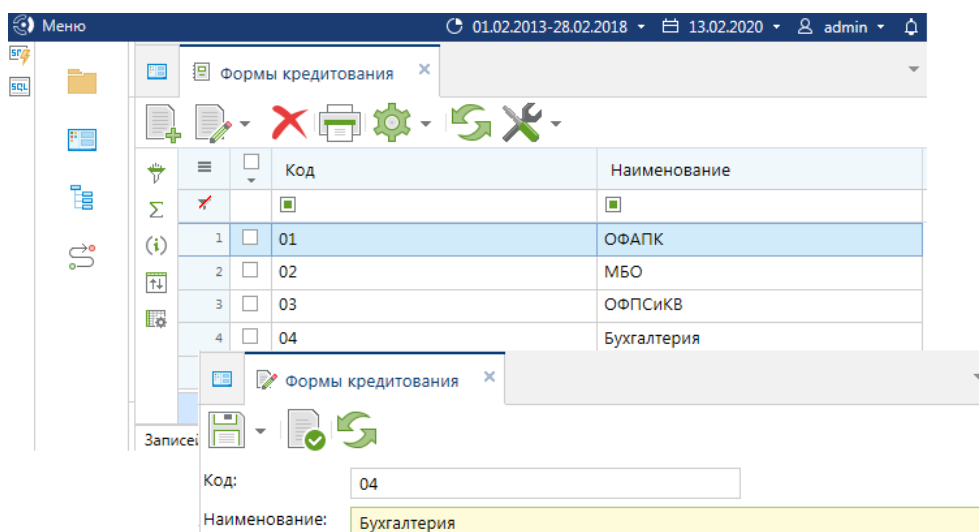 Меню 01.02.2013-28.02.2018 13.02.2020 admin
SQL
Формы кредитования
Код Наименование
1 01 ОФАПК
2 02 МБО
3 03 ОФПСиКВ
4 04 Бухгалтерия
Формы кредитования
Записей
Код: 04
Наименование: Бухгалтерия